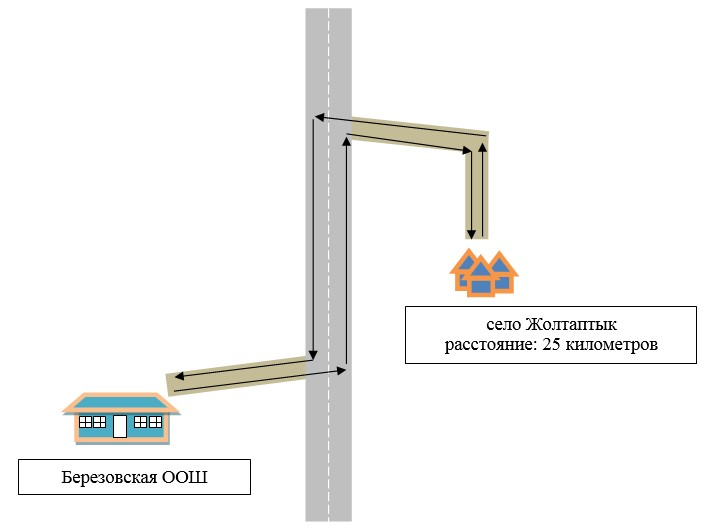 село Жолтаптык
расстояние: 25 километров
Березовская ООШ